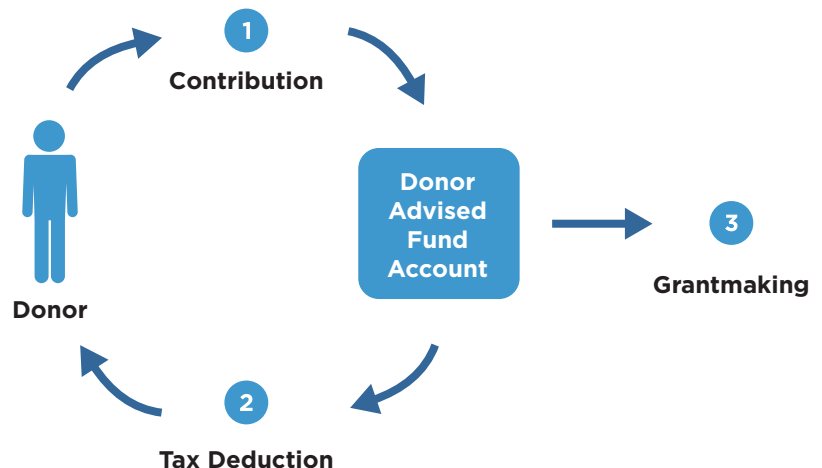 1
Contribution
Donor
Advised
Fund
Account
3
Grantmaking
Donor
2
Tax Deduction